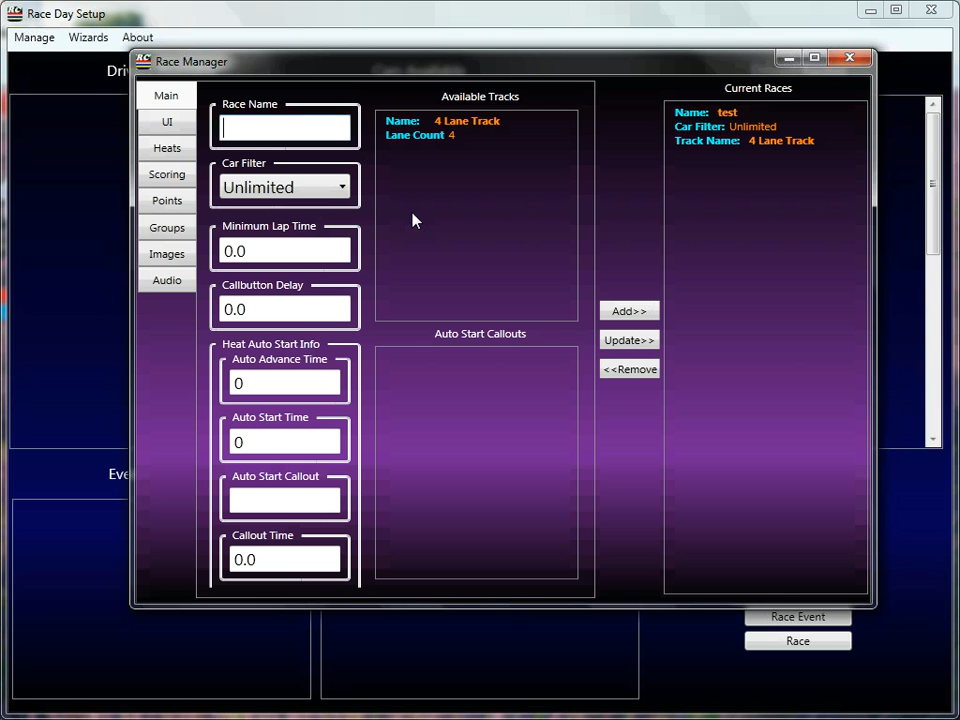 RC Race Day Setup
Manage Wizards About
RC Race Manager
Main
UI
Heats
Scoring
Points
Groups
Images
Audio
Race Name
Car Filter
Unlimited
Minimum Lap Time
0.0
Callbutton Delay
0.0
Heat Auto Start Info
Auto Advance Time
0
Auto Start Time
0
Auto Start Callout
Callout Time
0.0
Available Tracks
Name: 4 Lane Track
Lane Count 4
Auto Start Callouts
Add>>
Update>>
<<Remove
Current Races
Name: test
Car Filter: Unlimited
Track Name: 4 Lane Track
Race Event
Race